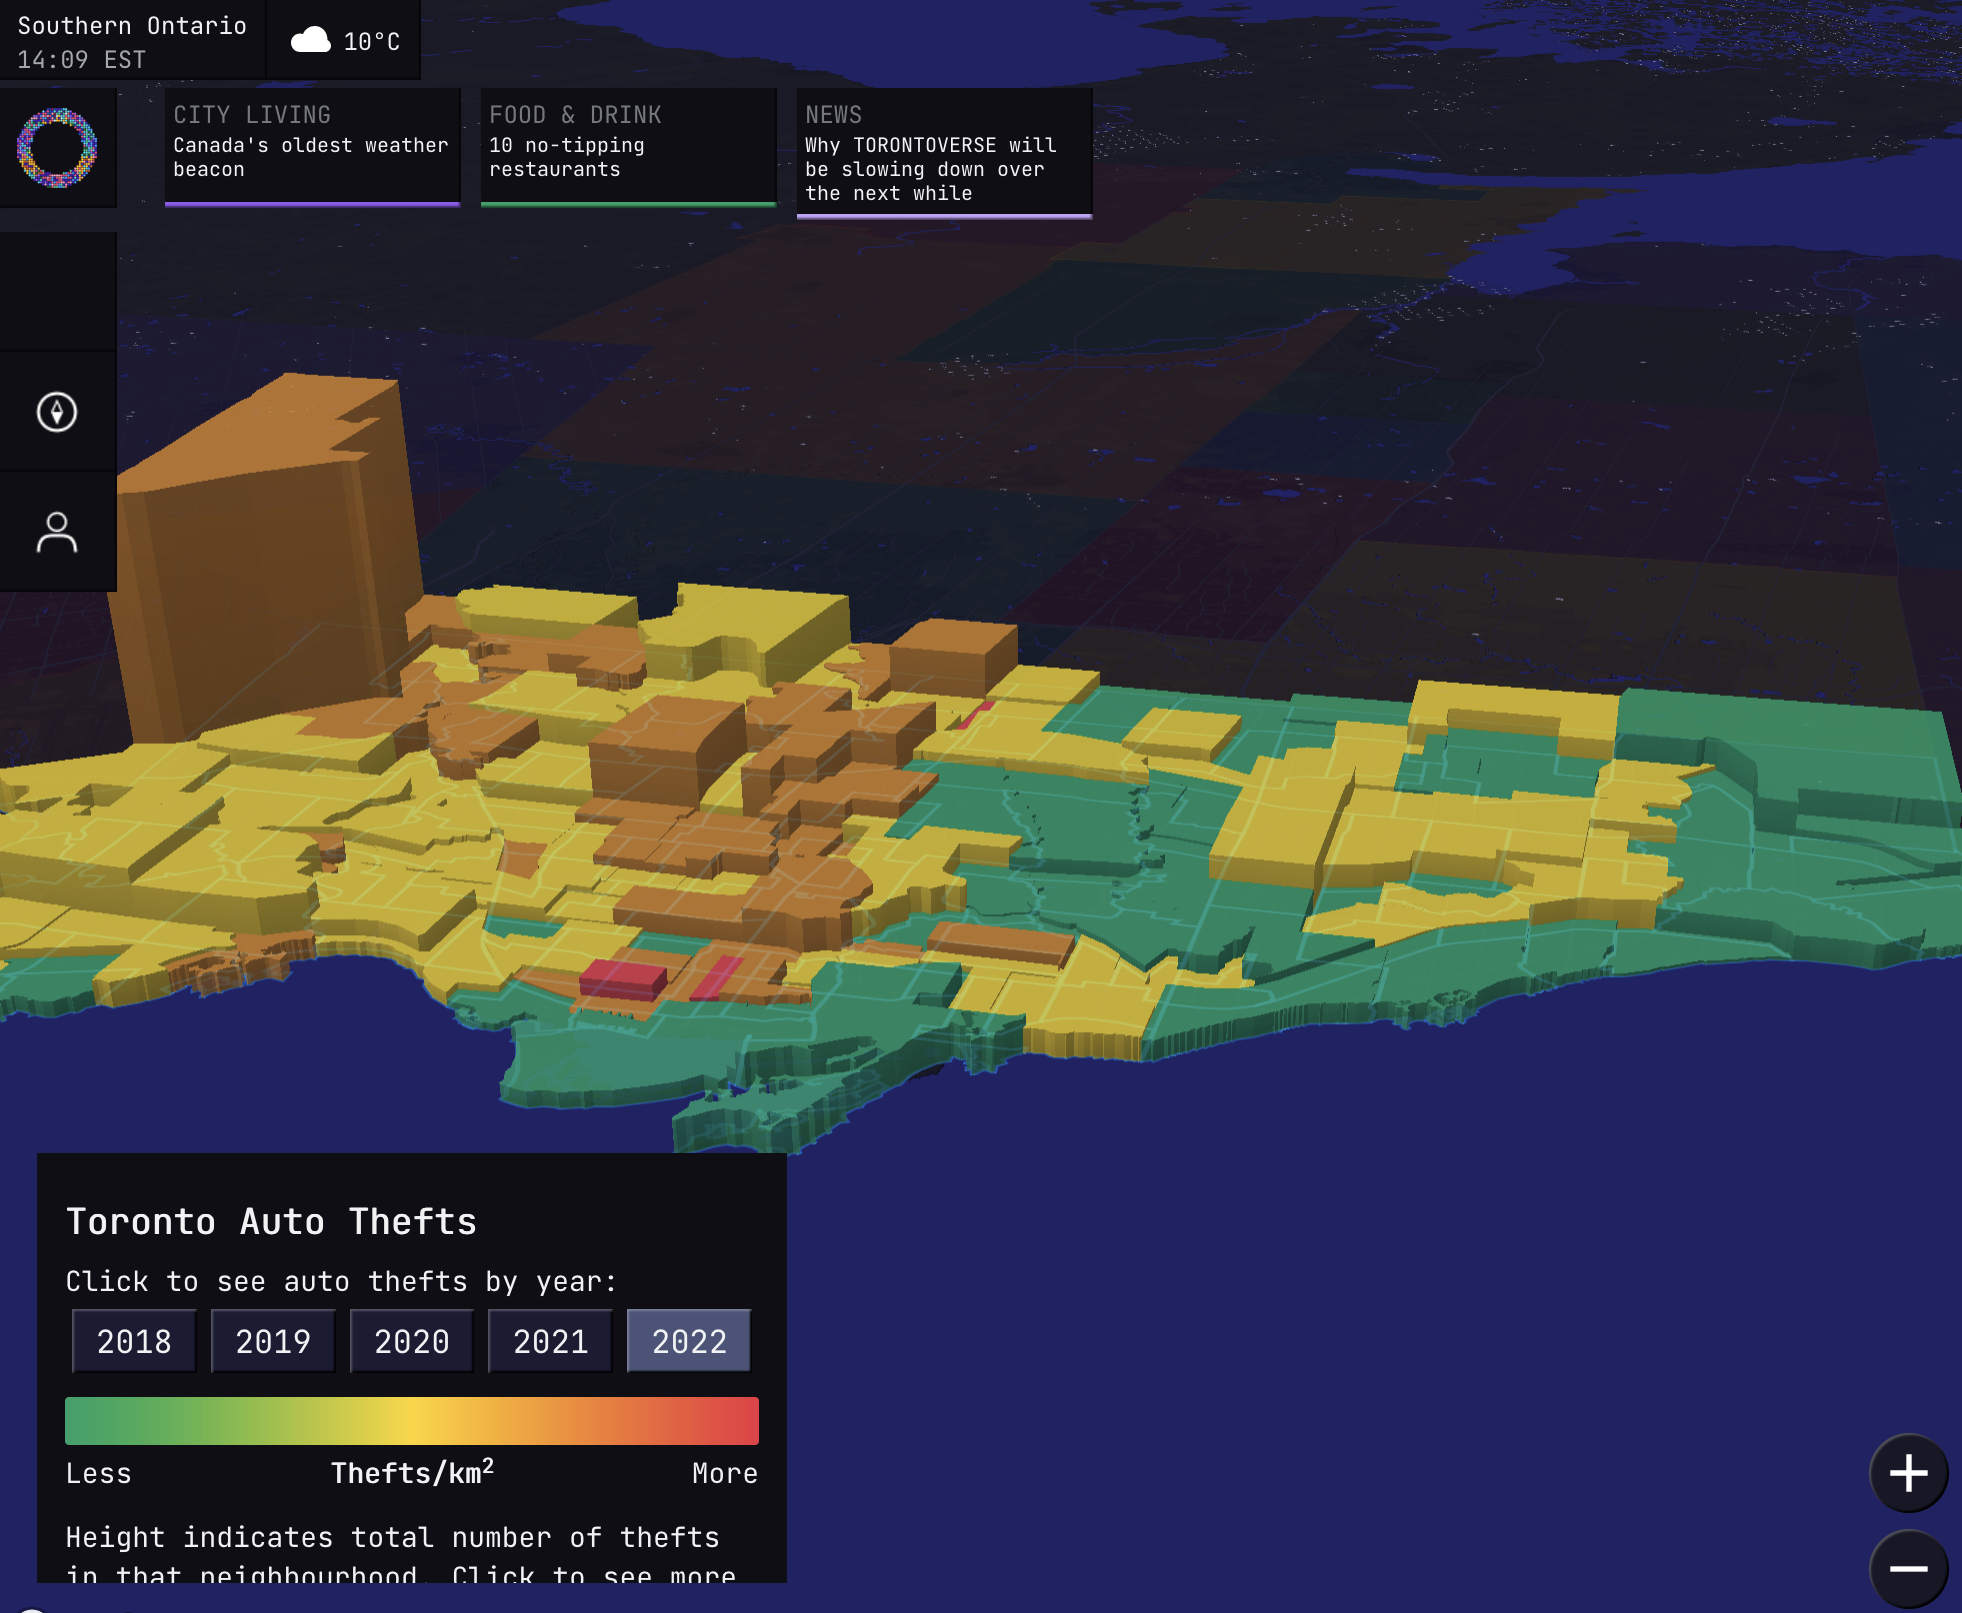 Southern Ontario
14:09 EST
10°C
CITY LIVING
Canada's oldest weather
beacon
FOOD & DRINK
10 no-tipping
restaurants
NEWS
Why TORONTOVERSE will
be slowing down over
the next while
Toronto Auto Thefts
Click to see auto thefts by year:
2018 2019 2020 2021 2022
Less Thefts/km² More
Height indicates total number of thefts
in that neighbourhood. Click to see more